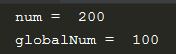 num =  200
globalNum =  100